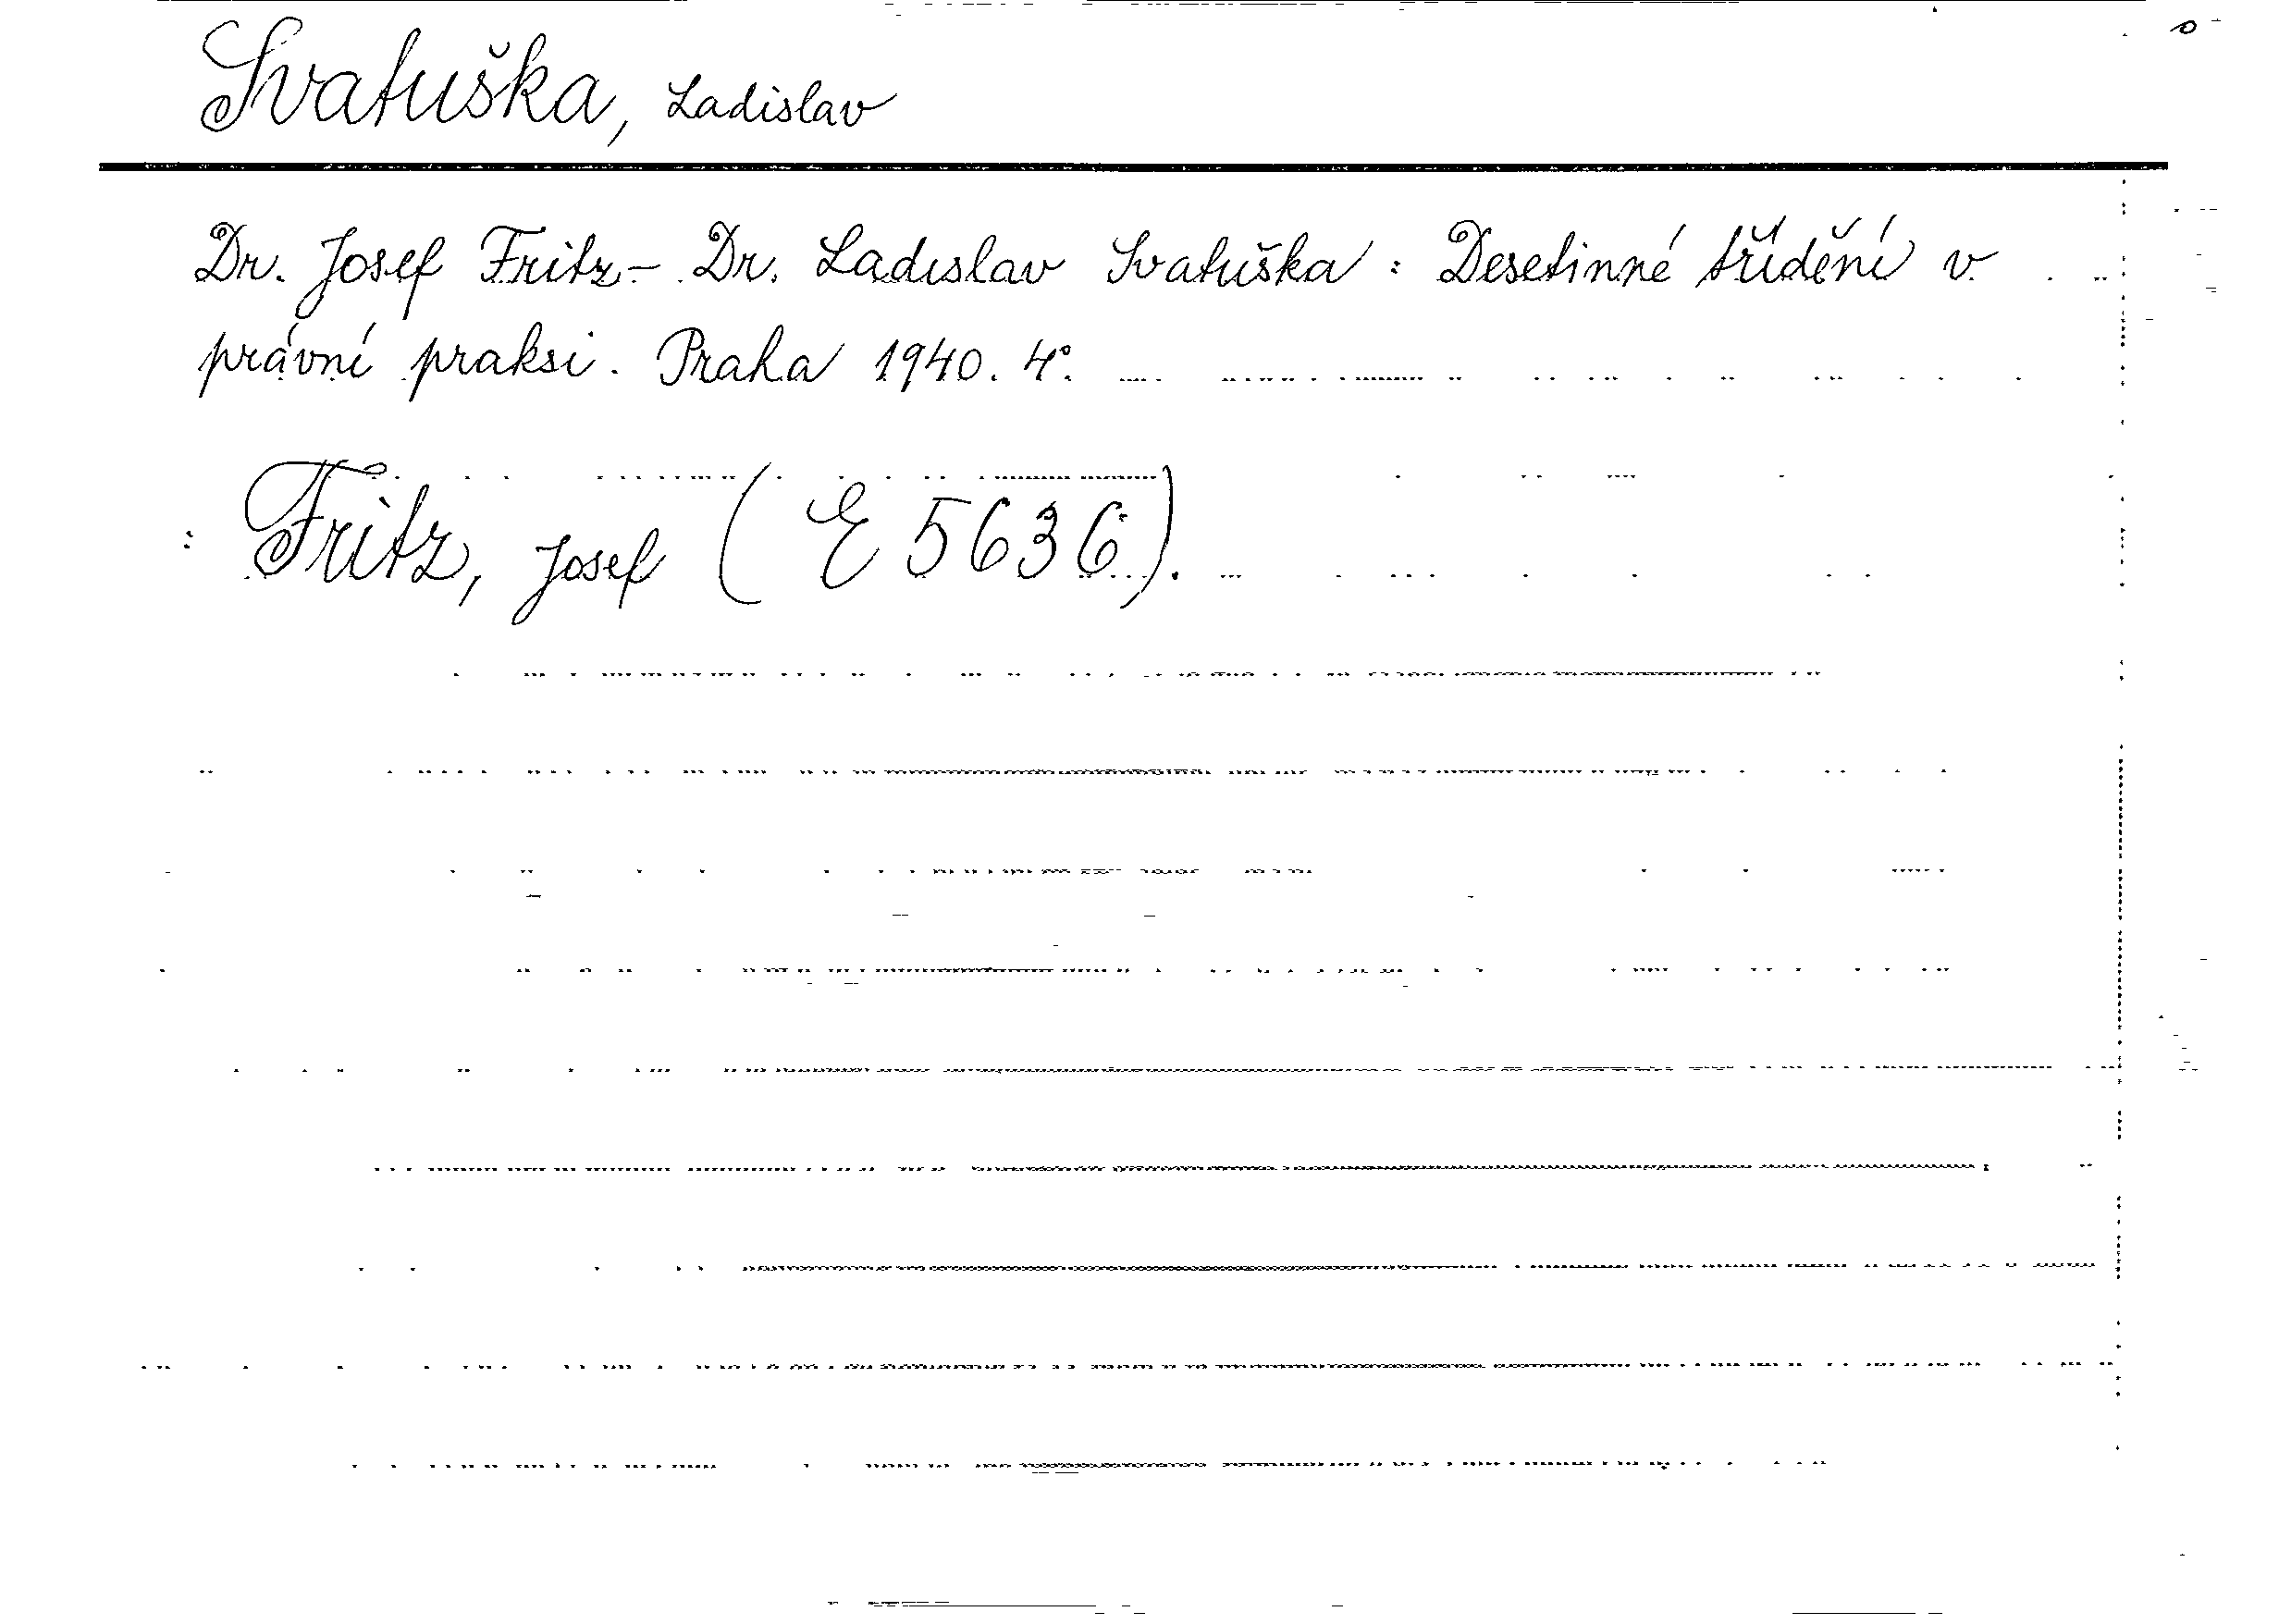 Svatuška, Ladislav
Dr. Josef Fritz - Dr. Ladislav Svatuška : Desetinné třídění v
právní praksi. Praha 1940. 4°.
: Fritz, Josef (E 5636).